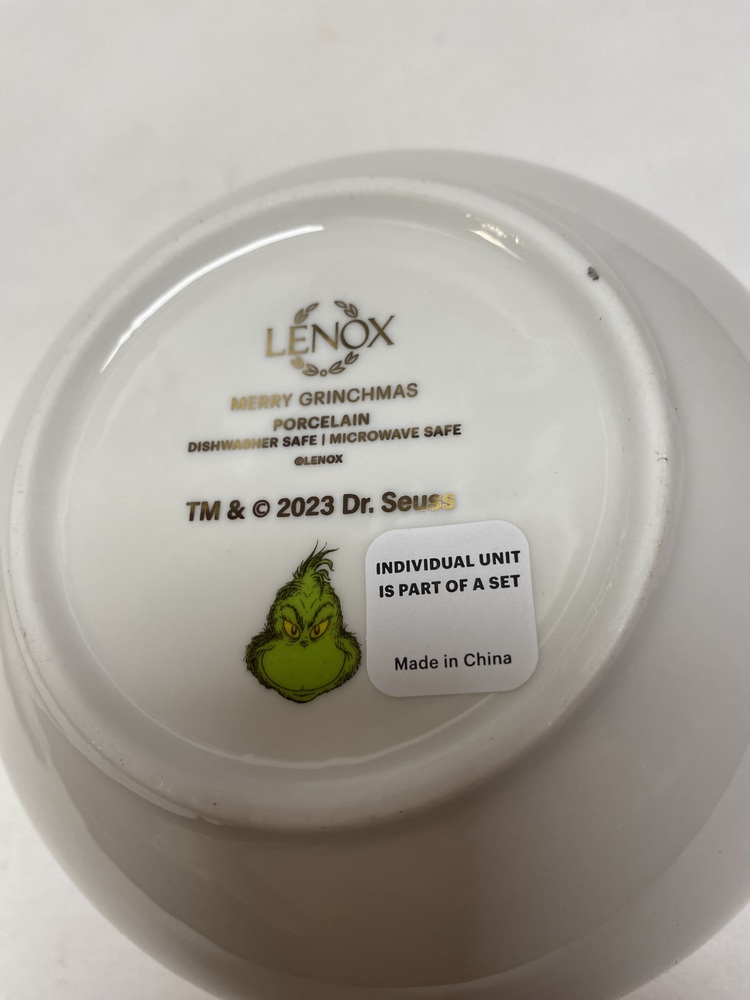 LENOX
MERRY GRINCHMAS
PORCELAIN
DISHWASHER SAFE | MICROWAVE SAFE
©LENOX
TM & © 2023 Dr. Seuss
INDIVIDUAL UNIT
IS PART OF A SET
Made in China